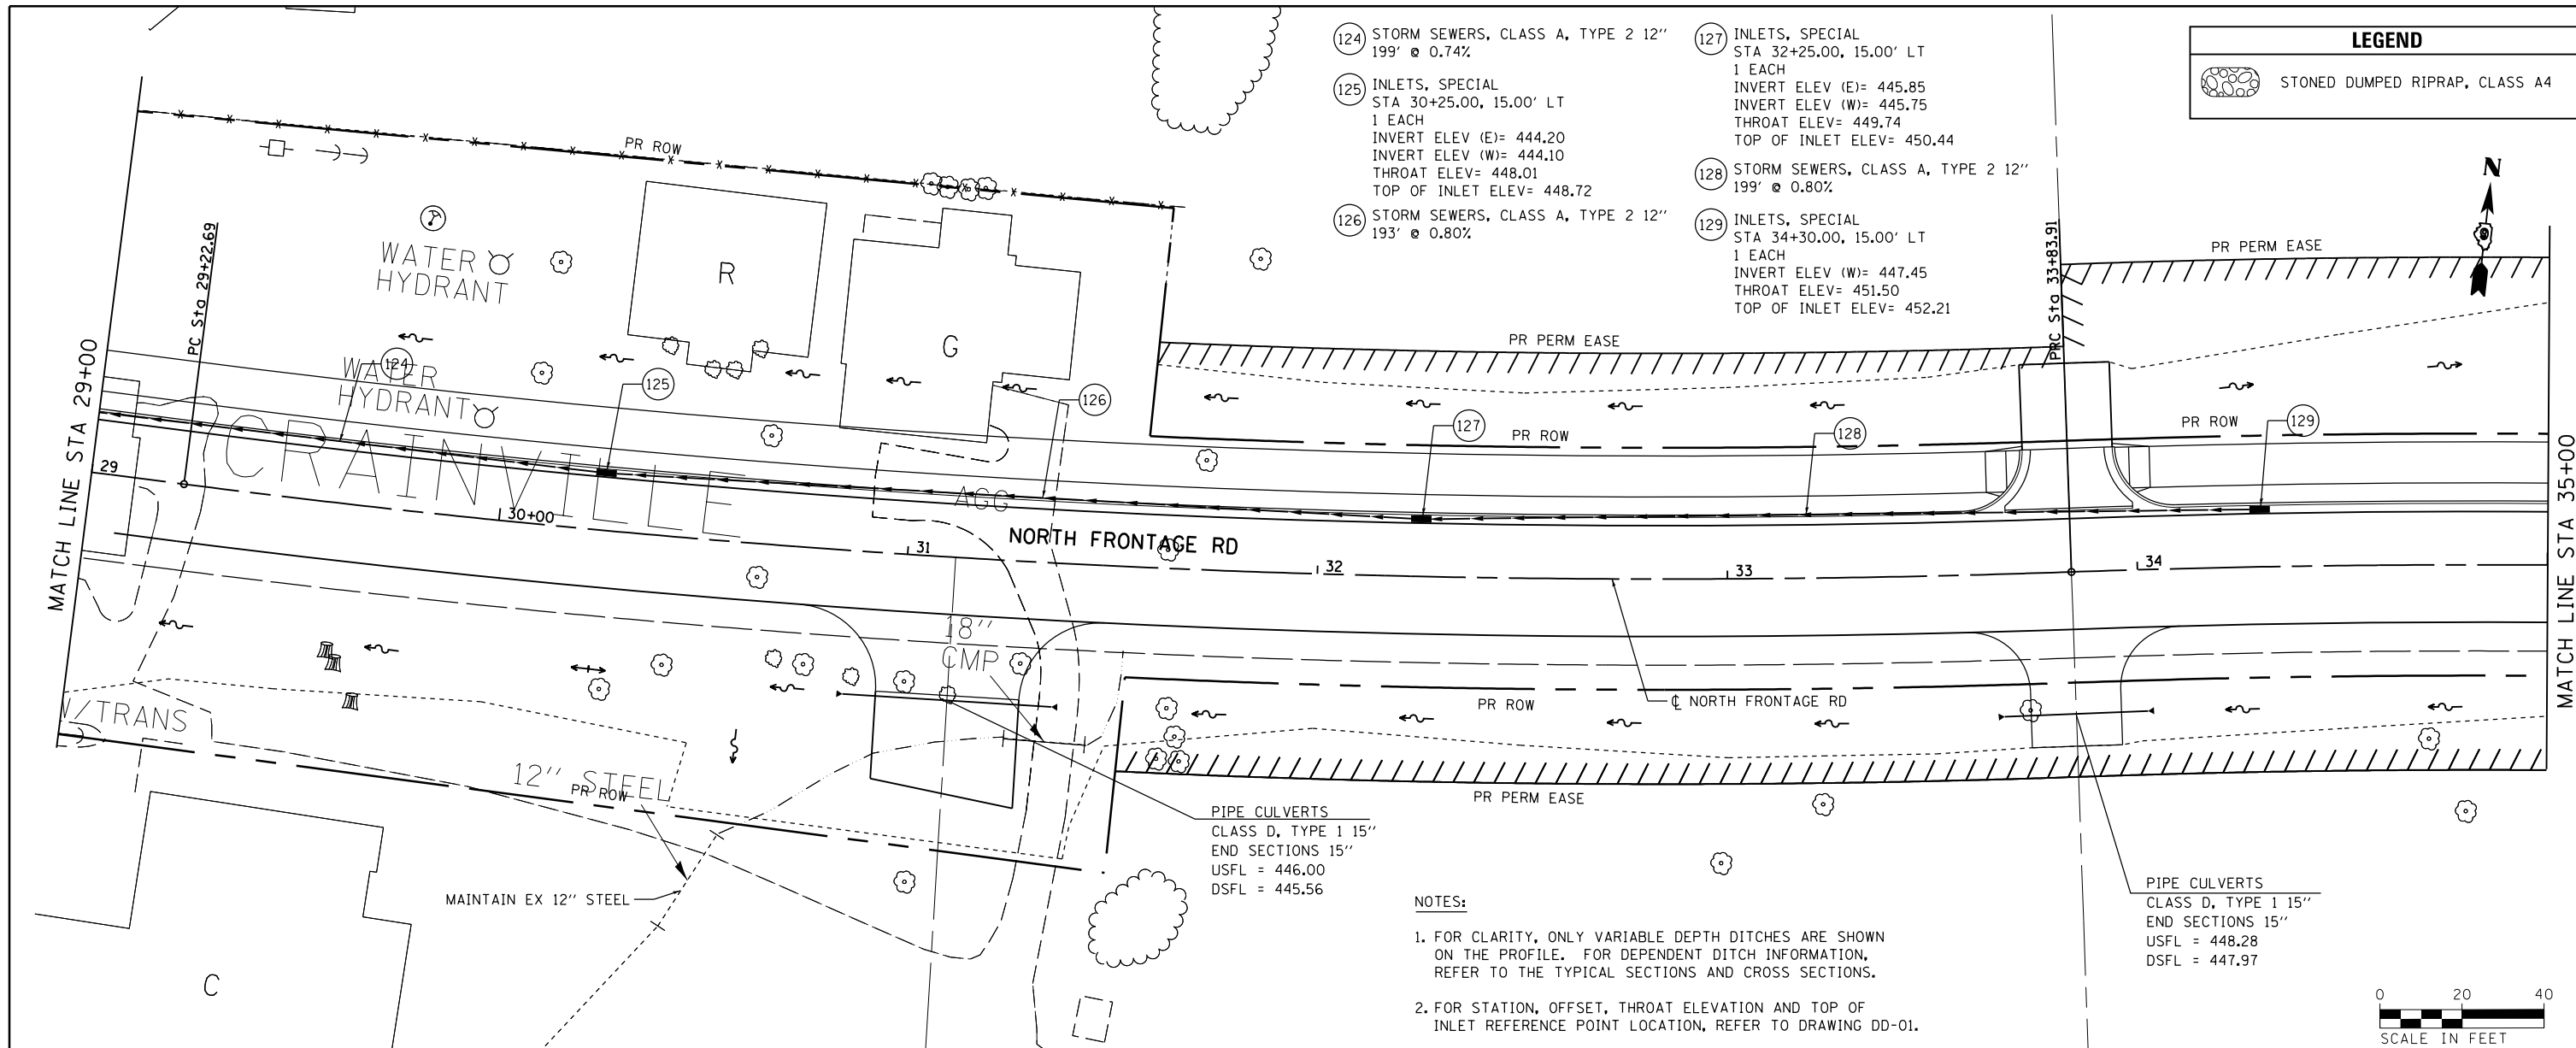 124 STORM SEWERS, CLASS A, TYPE 2 12''
199' @ 0.74%
125 INLETS, SPECIAL
STA 30+25.00, 15.00' LT
1 EACH
INVERT ELEV (E)= 444.20
INVERT ELEV (W)= 444.10
THROAT ELEV= 448.01
TOP OF INLET ELEV= 448.72
126 STORM SEWERS, CLASS A, TYPE 2 12''
193' @ 0.80%
127 INLETS, SPECIAL
STA 32+25.00, 15.00' LT
1 EACH
INVERT ELEV (E)= 445.85
INVERT ELEV (W)= 445.75
THROAT ELEV= 449.74
TOP OF INLET ELEV= 450.44
128 STORM SEWERS, CLASS A, TYPE 2 12''
199' @ 0.80%
129 INLETS, SPECIAL
STA 34+30.00, 15.00' LT
1 EACH
INVERT ELEV (W)= 447.45
THROAT ELEV= 451.50
TOP OF INLET ELEV= 452.21
LEGEND
STONED DUMPED RIPRAP, CLASS A4
N
PR ROW
PC Sta 29+22.69
WATER
HYDRANT
R
G
PRC Sta 333+83.91
PR PERM EASE
PR PERM EASE
MATCH LINE STA 29+00
124
WATER
HYDRANT
125
126
127
128
129
PR ROW
PR ROW
CRAINVILLE
AGG
29
30+00
31
NORTH FRONTAGE RD
32
33
34
MATCH LINE STA 35+00
18''
CMP
W/TRANS
12'' STEEL
PR ROW
PR ROW
℄ NORTH FRONTAGE RD
PR PERM EASE
MAINTAIN EX 12'' STEEL
C
PIPE CULVERTS
CLASS D, TYPE 1 15''
END SECTIONS 15''
USFL = 446.00
DSFL = 445.56
PIPE CULVERTS
CLASS D, TYPE 1 15''
END SECTIONS 15''
USFL = 448.28
DSFL = 447.97
NOTES:
1. FOR CLARITY, ONLY VARIABLE DEPTH DITCHES ARE SHOWN
ON THE PROFILE. FOR DEPENDENT DITCH INFORMATION,
REFER TO THE TYPICAL SECTIONS AND CROSS SECTIONS.
2. FOR STATION, OFFSET, THROAT ELEVATION AND TOP OF
INLET REFERENCE POINT LOCATION, REFER TO DRAWING DD-01.
0 20 40
SCALE IN FEET